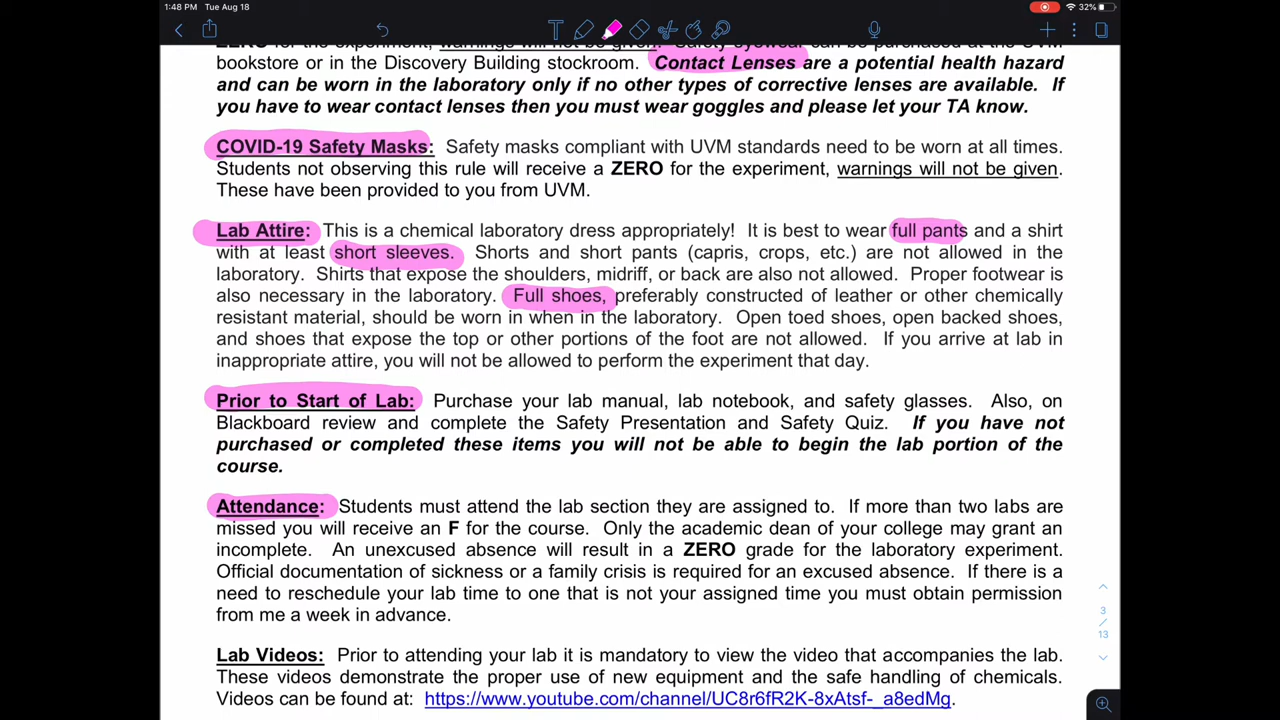 1:48 PM Tue Aug 18
32%
T
ZERO for the experiment, warnings will not be given. Safety eyewear can be purchased at the UVM
bookstore or in the Discovery Building stockroom. Contact Lenses are a potential health hazard
and can be worn in the laboratory only if no other types of corrective lenses are available. If
you have to wear contact lenses then you must wear goggles and please let your TA know.
COVID-19 Safety Masks: Safety masks compliant with UVM standards need to be worn at all times.
Students not observing this rule will receive a ZERO for the experiment, warnings will not be given.
These have been provided to you from UVM.
Lab Attire: This is a chemical laboratory dress appropriately! It is best to wear full pants and a shirt
with at least short sleeves. Shorts and short pants (capris, crops, etc.) are not allowed in the
laboratory. Shirts that expose the shoulders, midriff, or back are also not allowed. Proper footwear is
also necessary in the laboratory. Full shoes, preferably constructed of leather or other chemically
resistant material, should be worn in when in the laboratory. Open toed shoes, open backed shoes,
and shoes that expose the top or other portions of the foot are not allowed. If you arrive at lab in
inappropriate attire, you will not be allowed to perform the experiment that day.
Prior to Start of Lab: Purchase your lab manual, lab notebook, and safety glasses. Also, on
Blackboard review and complete the Safety Presentation and Safety Quiz. If you have not
purchased or completed these items you will not be able to begin the lab portion of the
course.
Attendance: Students must attend the lab section they are assigned to. If more than two labs are
missed you will receive an F for the course. Only the academic dean of your college may grant an
incomplete. An unexcused absence will result in a ZERO grade for the laboratory experiment.
Official documentation of sickness or a family crisis is required for an excused absence. If there is a
need to reschedule your lab time to one that is not your assigned time you must obtain permission
from me a week in advance.
3
/
13
Lab Videos: Prior to attending your lab it is mandatory to view the video that accompanies the lab.
These videos demonstrate the proper use of new equipment and the safe handling of chemicals.
Videos can be found at: https://www.youtube.com/channel/UC8r6fR2K-8xAtsf-_a8edMg.